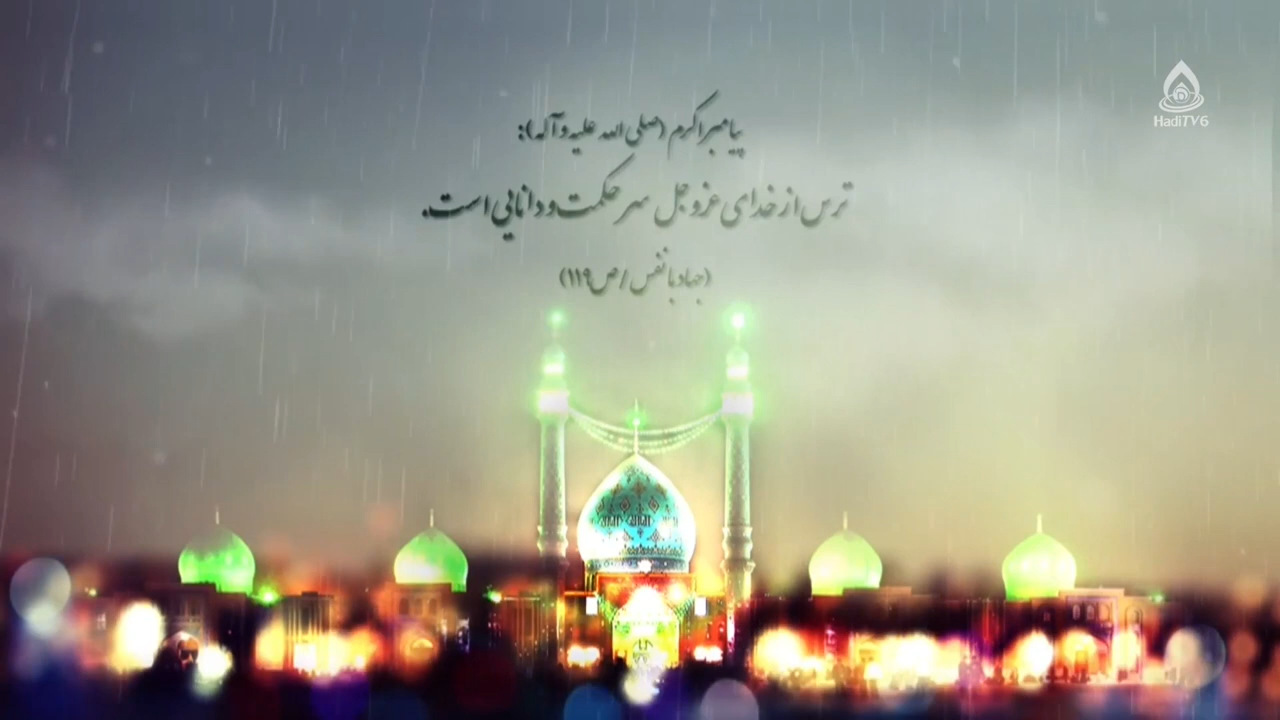 پیامبر اکرم (صلی الله علیه و آله):
ترس از خدای عزوجل سر حکمت و دانایی است.
(جهاد با نفس / ص ۱۱۹)
HadiTV6